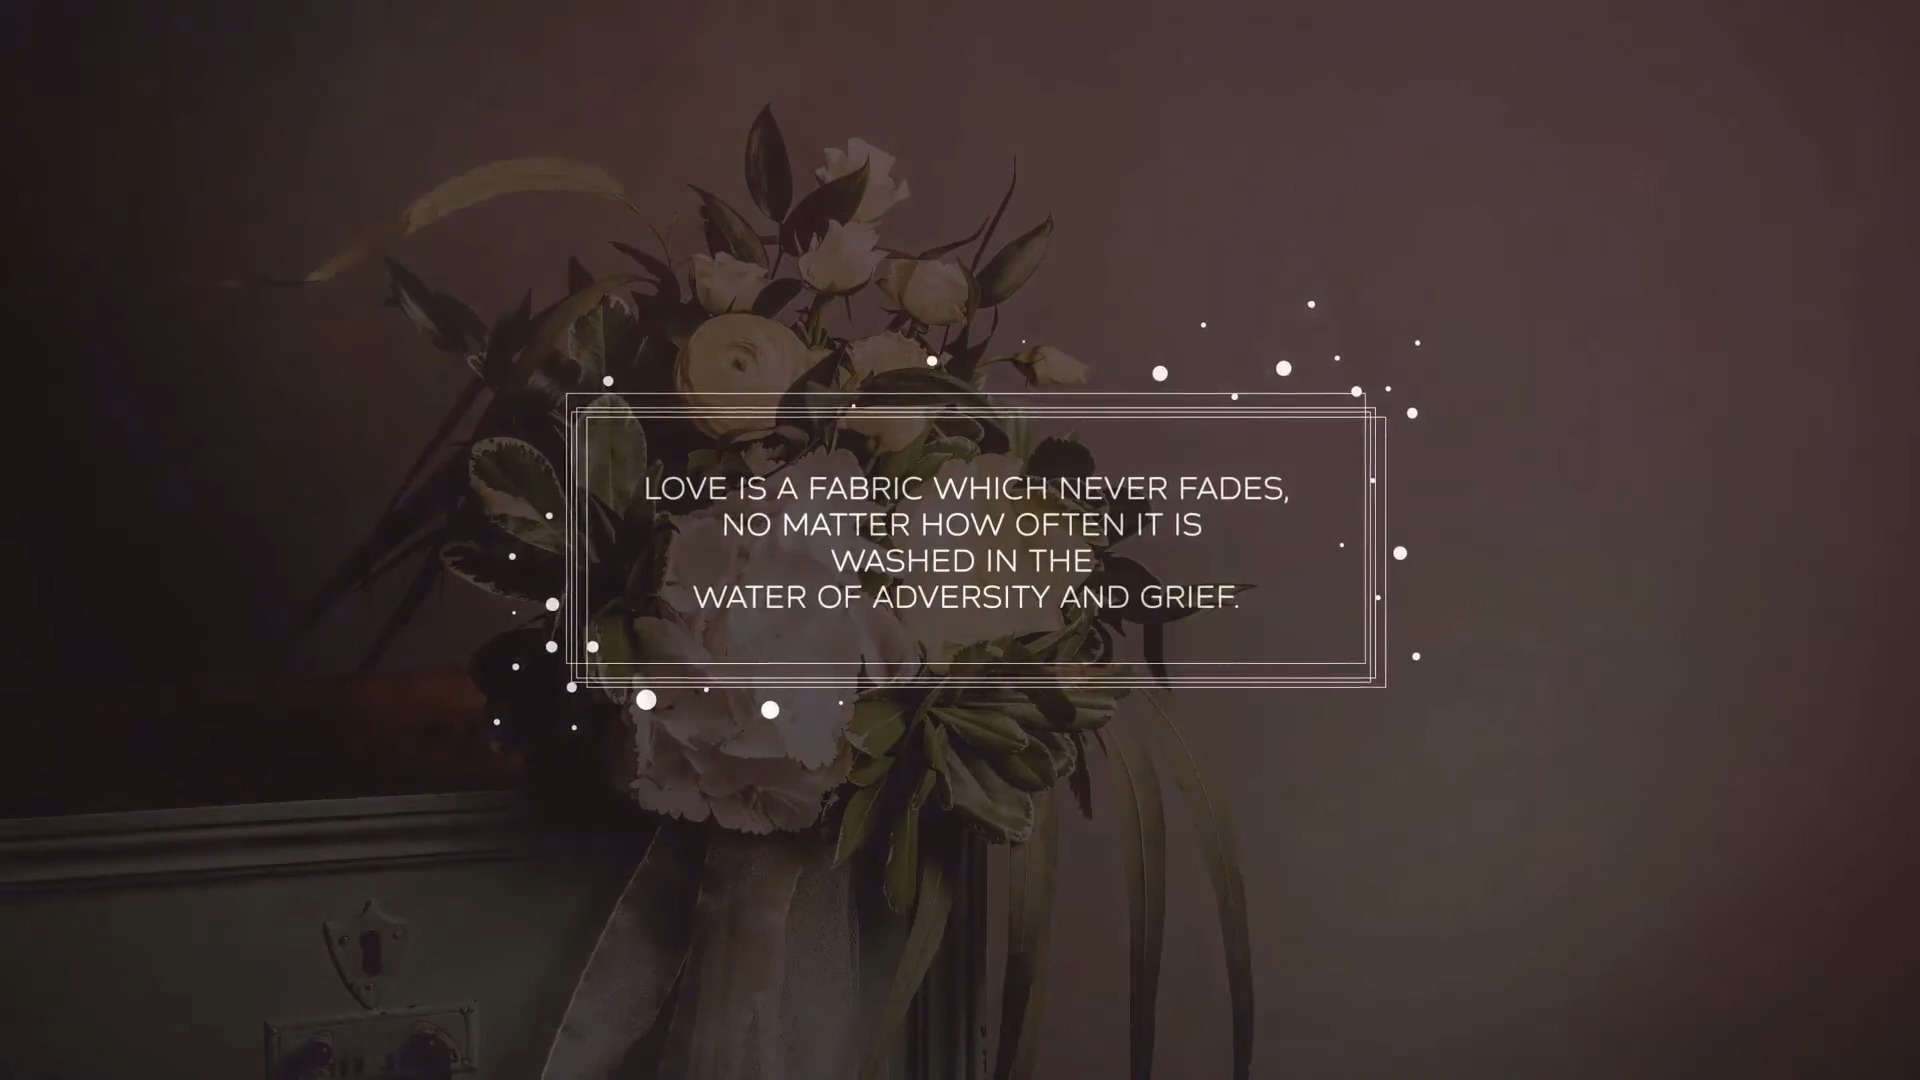 LOVE IS A FABRIC WHICH NEVER FADES,
NO MATTER HOW OFTEN IT IS
WASHED IN THE
WATER OF ADVERSITY AND GRIEF.